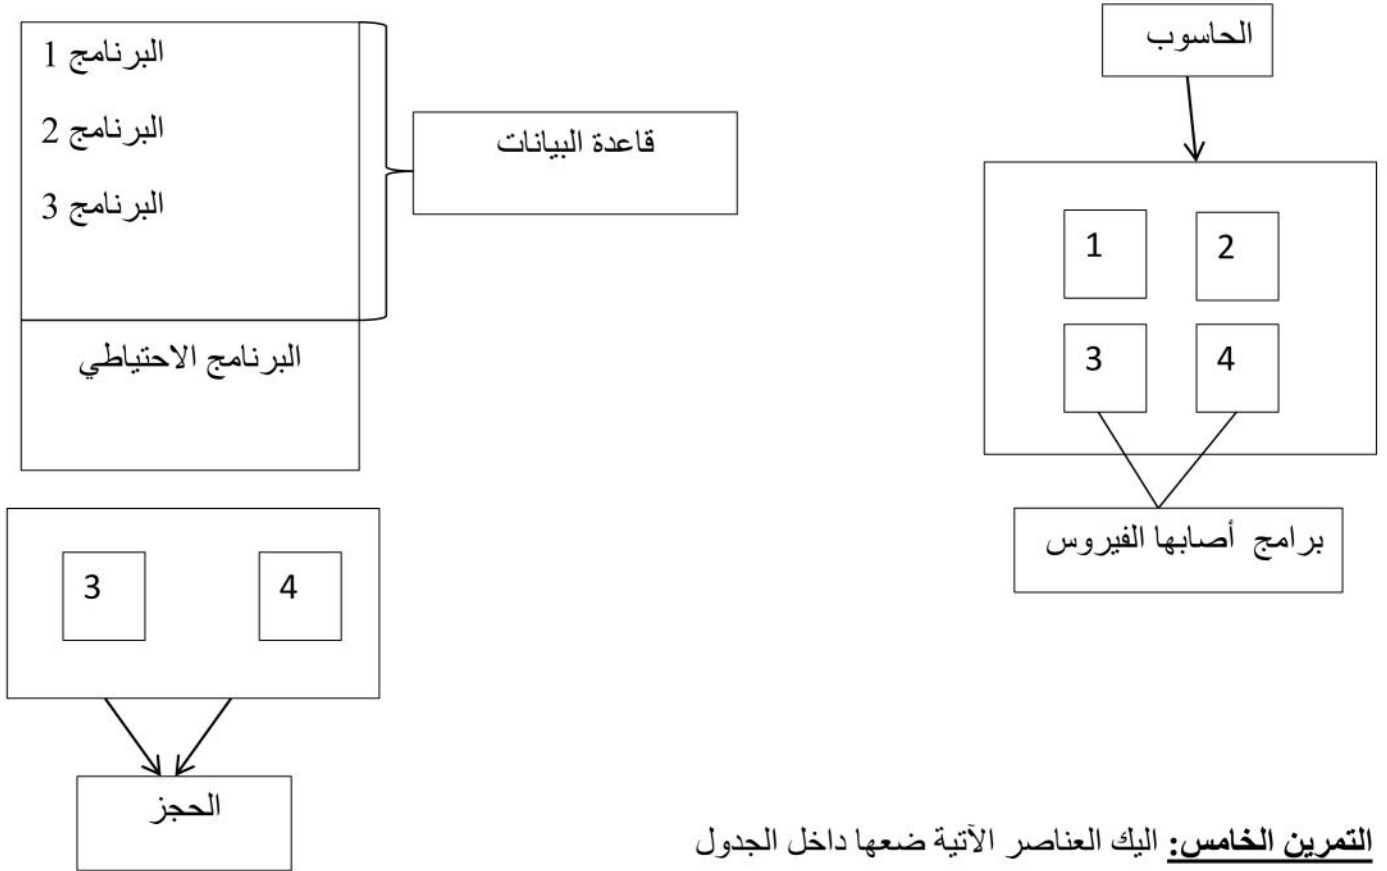 الحاسوب
1 2
3 4
برامج أصابها الفيروس
البرنامج 1
البرنامج 2
البرنامج 3
قاعدة البيانات
البرنامج الاحتياطي
3 4
الحجز
التمرين الخامس: اليك العناصر الآتية ضعها داخل الجدول